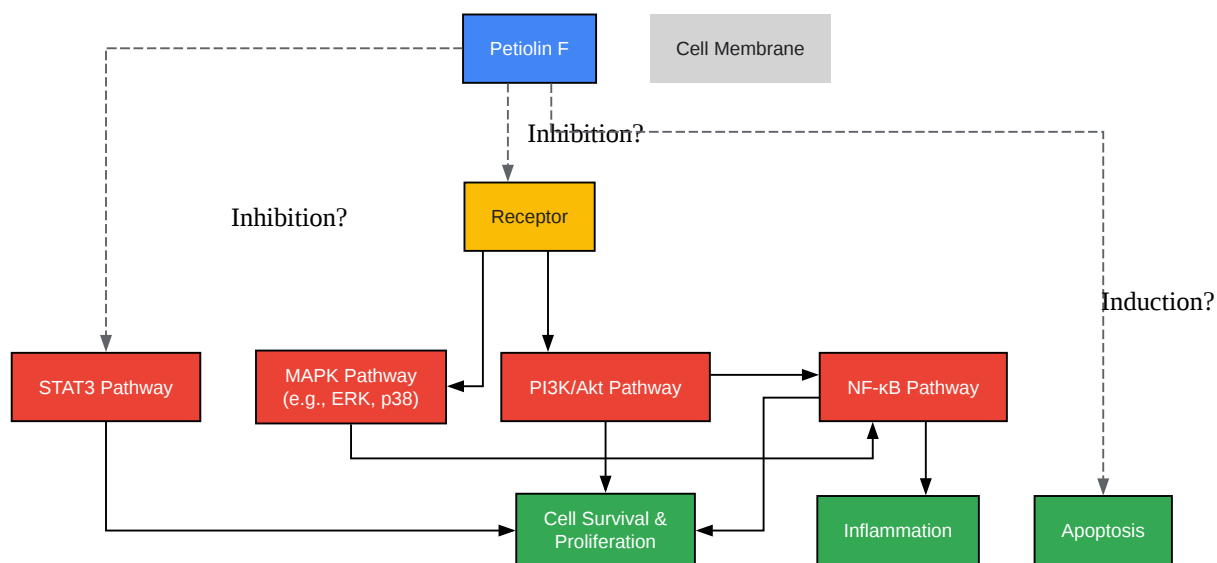 Petiolin F
Cell Membrane
Inhibition?
Inhibition?
Receptor
Induction?
STAT3 Pathway
MAPK Pathway
(e.g., ERK, p38)
PI3K/Akt Pathway
NF-κB Pathway
Cell Survival &
Proliferation
Inflammation
Apoptosis